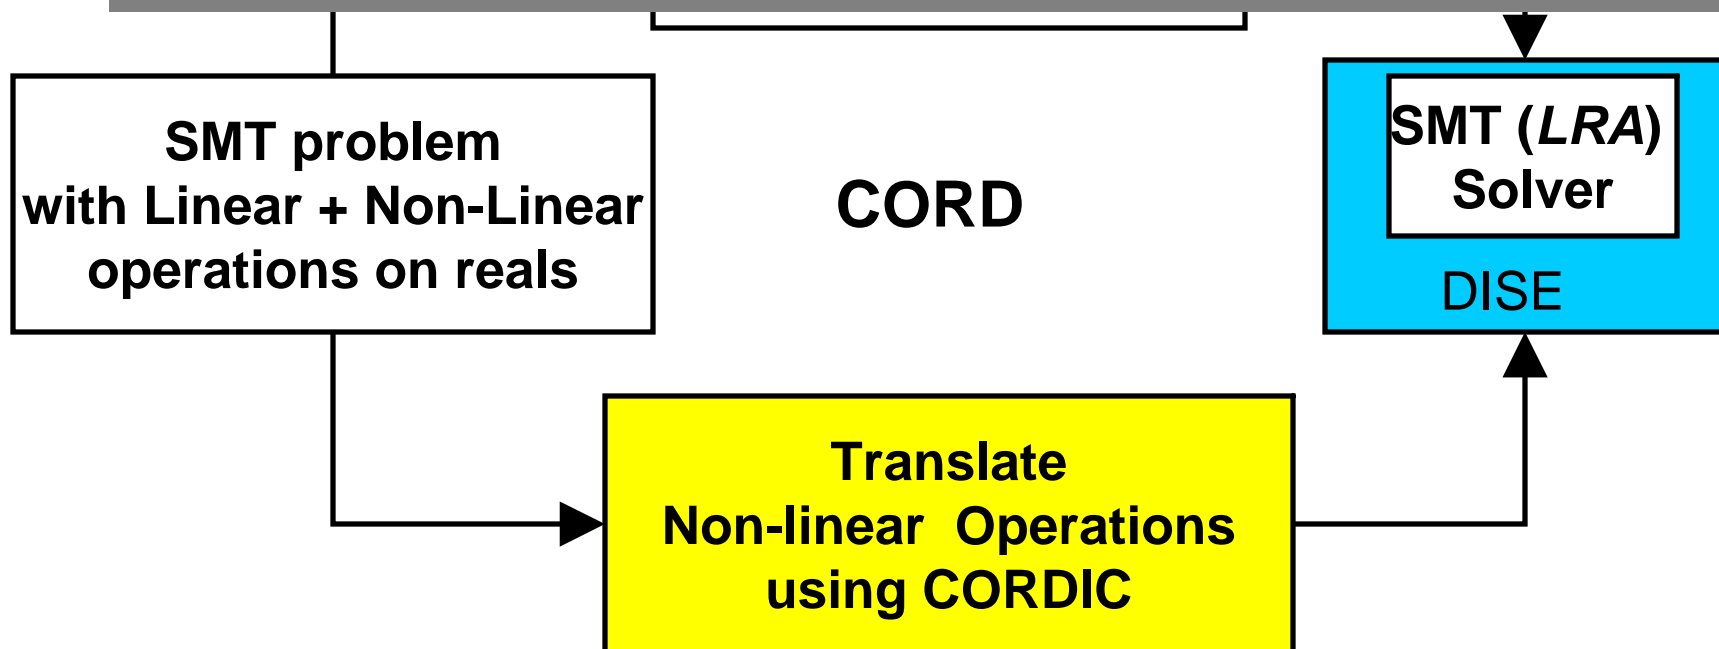 SMT problem
with Linear + Non-Linear
operations on reals
CORD
SMT (LRA)
Solver
DISE
Translate
Non-linear Operations
using CORDIC